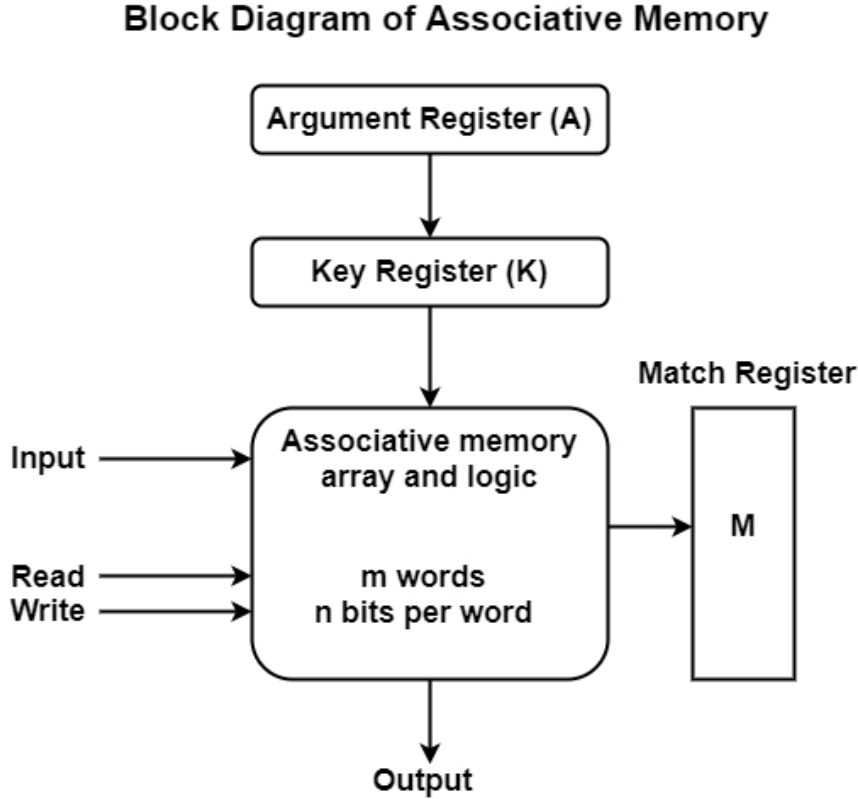 Block Diagram of Associative Memory
Argument Register (A)
Key Register (K)
Match Register
Input
Associative memory
array and logic
M
Read
Write
m words
n bits per word
Output